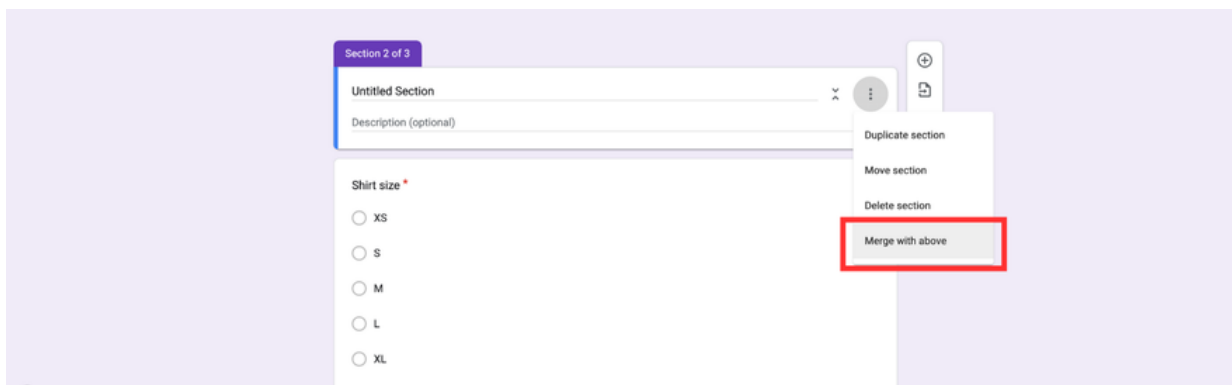 Section 2 of 3
Untitled Section
Description (optional)
Duplicate section
Move section
Delete section
Merge with above
Shirt size *
XS
S
M
L
XL